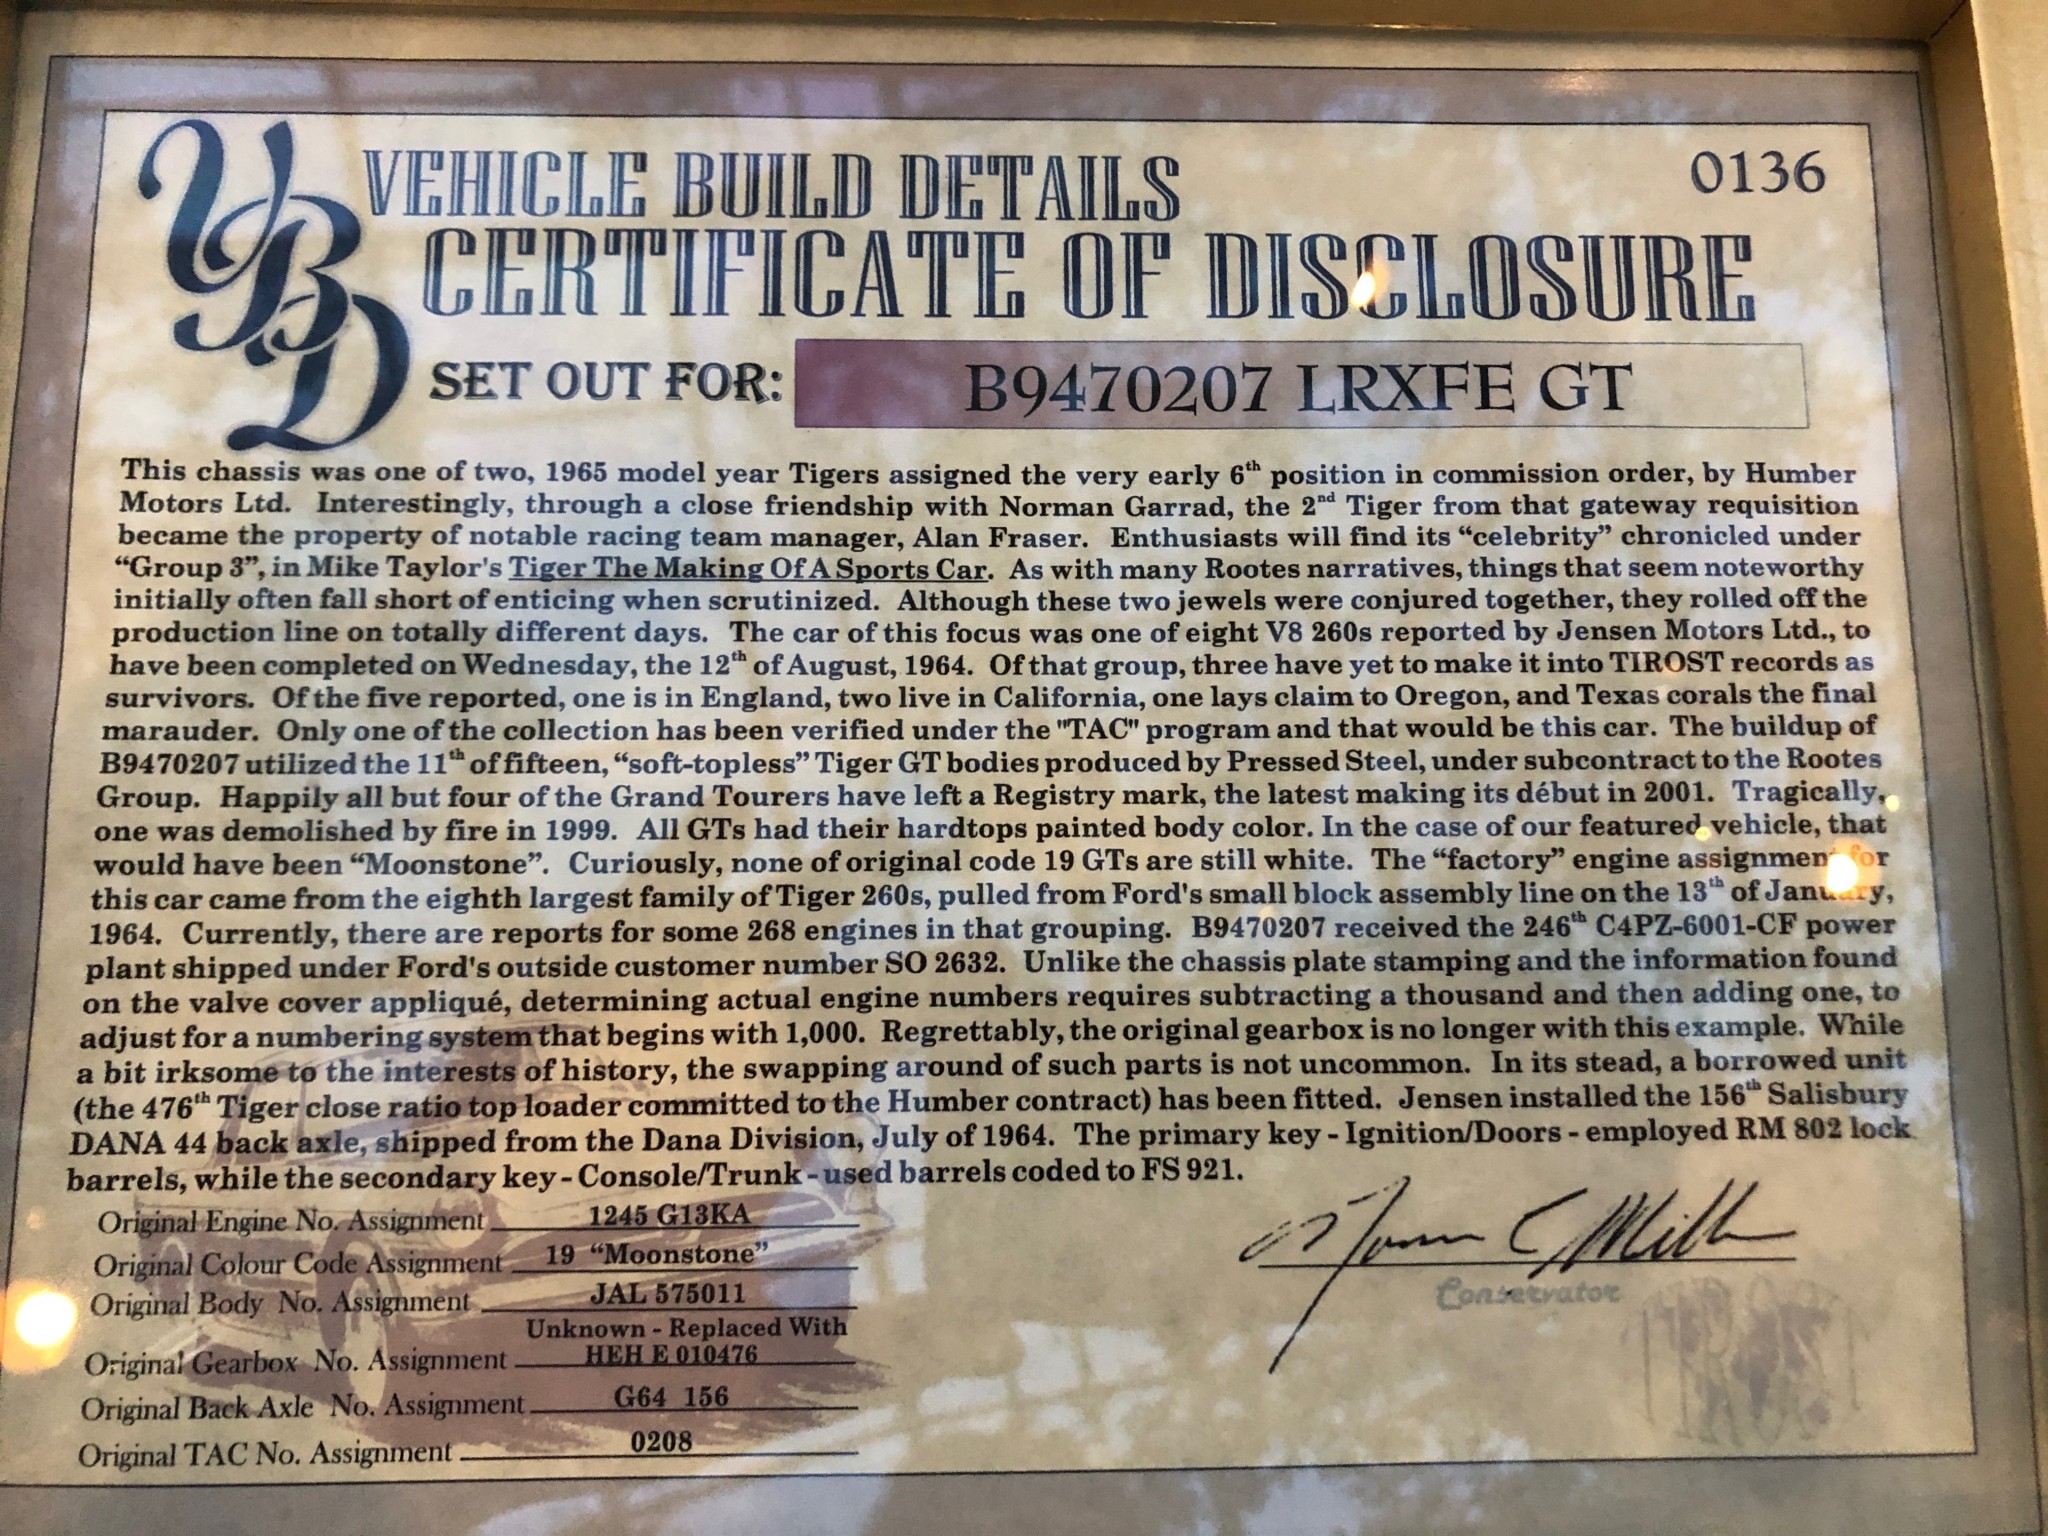 VBD
VEHICLE BUILD DETAILS
0136
CERTIFICATE OF DISCLOSURE
SET OUT FOR: B9470207 LRXFE GT
This chassis was one of two, 1965 model year Tigers assigned the very early 6th position in commission order, by Humber
Motors Ltd. Interestingly, through a close friendship with Norman Garrad, the 2nd Tiger from that gateway requisition
became the property of notable racing team manager, Alan Fraser. Enthusiasts will find its “celebrity” chronicled under
“Group 3”, in Mike Taylor's Tiger The Making Of A Sports Car. As with many Rootes narratives, things that seem noteworthy
initially often fall short of enticing when scrutinized. Although these two jewels were conjured together, they rolled off the
production line on totally different days. The car of this focus was one of eight V8 260s reported by Jensen Motors Ltd., to
have been completed on Wednesday, the 12th of August, 1964. Of that group, three have yet to make it into TIROST records as
survivors. Of the five reported, one is in England, two live in California, one lays claim to Oregon, and Texas corals the final
marauder. Only one of the collection has been verified under the "TAC" program and that would be this car. The buildup of
B9470207 utilized the 11th of fifteen, “soft-topless” Tiger GT bodies produced by Pressed Steel, under subcontract to the Rootes
Group. Happily all but four of the Grand Tourers have left a Registry mark, the latest making its début in 2001. Tragically,
one was demolished by fire in 1999. All GTs had their hardtops painted body color. In the case of our featured vehicle, that
would have been “Moonstone”. Curiously, none of original code 19 GTs are still white. The “factory” engine assignment for
this car came from the eighth largest family of Tiger 260s, pulled from Ford's small block assembly line on the 13th of January,
1964. Currently, there are reports for some 268 engines in that grouping. B9470207 received the 246th C4PZ-6001-CF power
plant shipped under Ford's outside customer number SO 2632. Unlike the chassis plate stamping and the information found
on the valve cover appliqué, determining actual engine numbers requires subtracting a thousand and then adding one, to
adjust for a numbering system that begins with 1,000. Regrettably, the original gearbox is no longer with this example. While
a bit irksome to the interests of history, the swapping around of such parts is not uncommon. In its stead, a borrowed unit
(the 476th Tiger close ratio top loader committed to the Humber contract) has been fitted. Jensen installed the 156th Salisbury
DANA 44 back axle, shipped from the Dana Division, July of 1964. The primary key - Ignition/Doors - employed RM 802 lock
barrels, while the secondary key - Console/Trunk - used barrels coded to FS 921.
Original Engine No. Assignment 1245 G13KA
Original Colour Code Assignment 19 “Moonstone”
Original Body No. Assignment JAL 575011
Unknown - Replaced With
Original Gearbox No. Assignment HEH E 010476
Original Back Axle No. Assignment G64 156
Original TAC No. Assignment 0208
Norm C Miller
Conservator